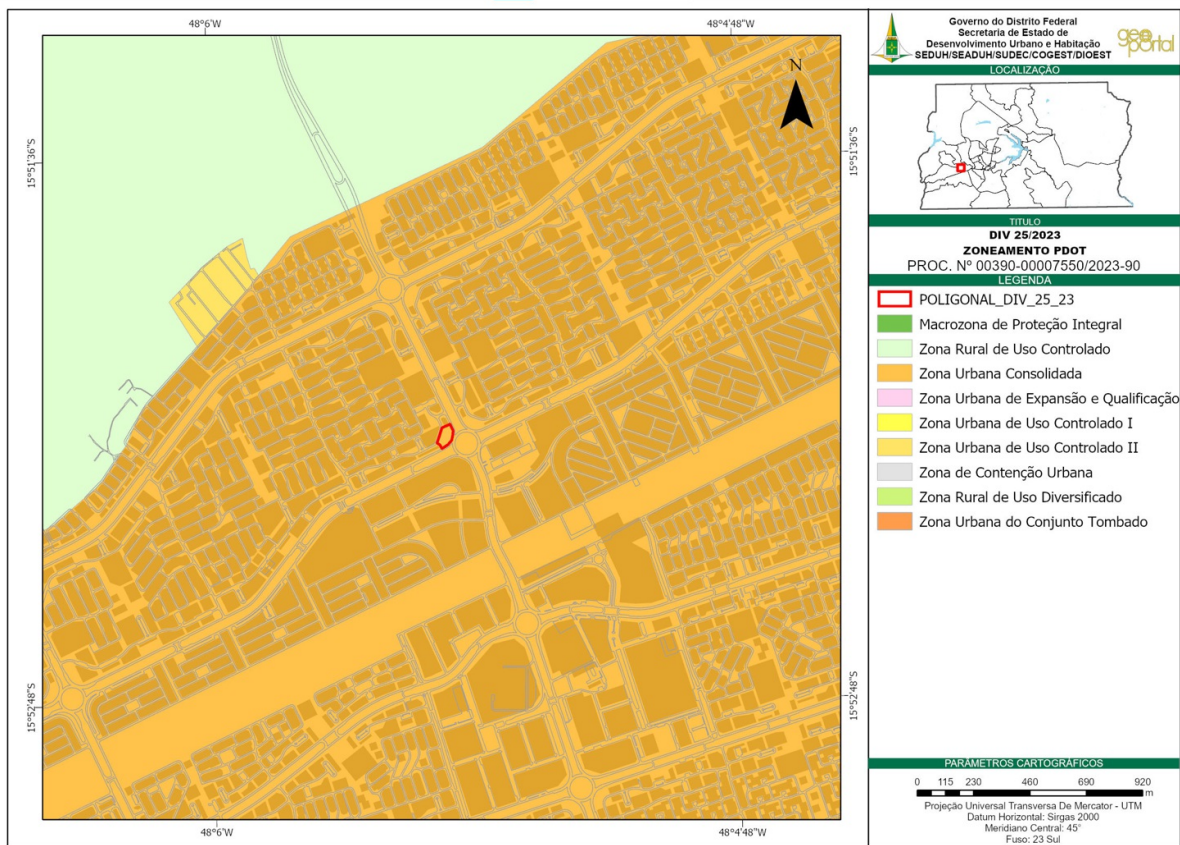 48°6'W
4°4'48"W
15°51'36"S
15°51'36"S
N
15°52'48"S
15°52'48"S
48°6'W
48°4'48"W
Governo do Distrito Federal
Secretaria de Estado de
Desenvolvimento Urbano e Habitação
SEDUH/SEADUH/SUDEC/COGEST/DIOEST
geoportal
LOCALIZAÇÃO
TITULO
DIV 25/2023
ZONEAMENTO PDOT
PROC. Nº 00390-00007550/2023-90
LEGENDA
POLIGONAL_DIV_25_23
Macrozona de Proteção Integral
Zona Rural de Uso Controlado
Zona Urbana Consolidada
Zona Urbana de Expansão e Qualificação
Zona Urbana de Uso Controlado I
Zona Urbana de Uso Controlado II
Zona de Contenção Urbana
Zona Rural de Uso Diversificado
Zona Urbana do Conjunto Tombado
PARÂMETROS CARTOGRÁFICOS
0 115 230 460 690 920
m
Projeção Universal Transversa De Mercator - UTM
Datum Horizontal: Sirgas 2000
Meridiano Central: 45°
Fuso: 23 Sul